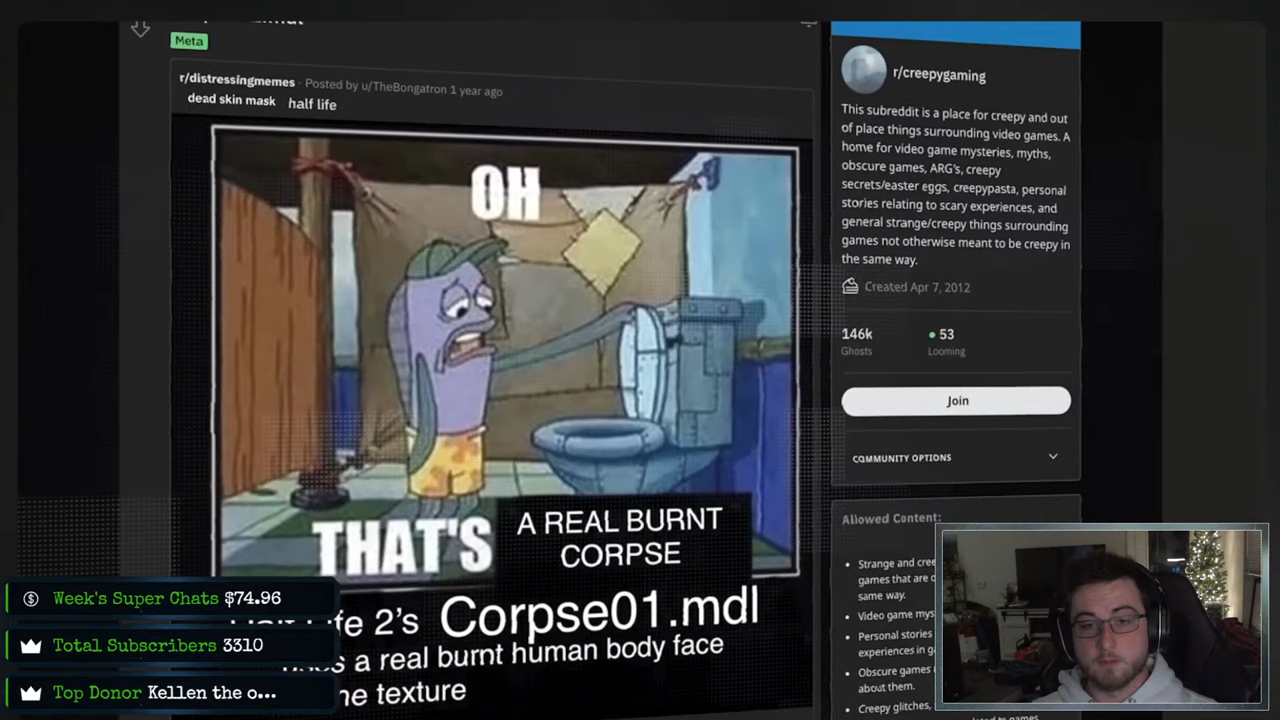 Meta
r/distressingmemes · Posted by u/TheBongatron 1 year ago
dead skin mask half life
OH
THAT'S
A REAL BURNT
CORPSE
Life 2's Corpse01.mdl
a real burnt human body face
texture
r/creepygaming
This subreddit is a place for creepy and out
of place things surrounding video games. A
home for video game mysteries, myths,
obscure games, ARG's, creepy
secrets/easter eggs, creepypasta, personal
stories relating to scary experiences, and
general strange/creepy things surrounding
games not otherwise meant to be creepy in
the same way.
Created Apr 7, 2012
146k 53
Ghosts Looming
Join
COMMUNITY OPTIONS
Allowed Content:
Strange and
games that are
same way.
Video game
Personal stories
experiences in
Obscure games
about them.
Creepy glitches,
Week's Super Chats $74.96
Total Subscribers 3310
Top Donor Kellen the o...